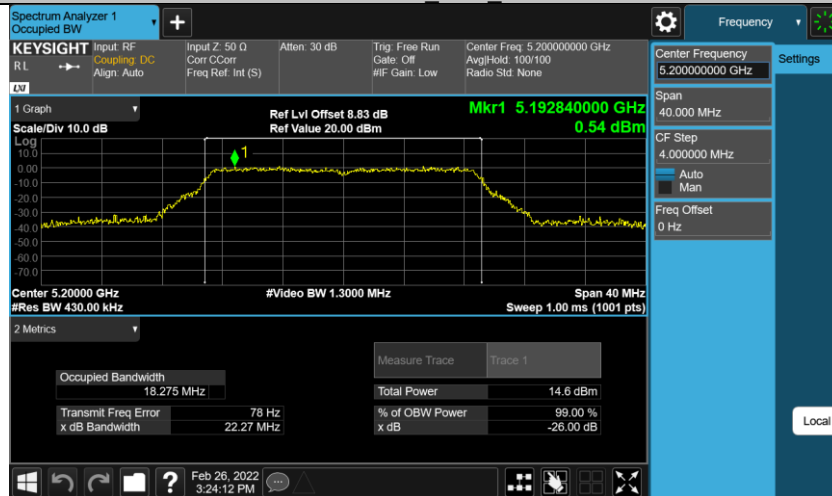 Spectrum Analyzer 1
Occupied BW
Frequency
KEYSIGHT
RL
LXI
Input: RF
Coupling: DC
Align: Auto
Input Z: 50 Ω
Corr CCorr
Freq Ref: Int (S)
Atten: 30 dB
Trig: Free Run
Gate: Off
#IF Gain: Low
Center Freq: 5.200000000 GHz
Avg|Hold: 100/100
Radio Std: None
Center Frequency
5.200000000 GHz
Settings
Span
40.000 MHz
CF Step
4.000000 MHz
Auto
Man
Freq Offset
0 Hz
Local
1 Graph
Scale/Div 10.0 dB
Ref Lvl Offset 8.83 dB
Ref Value 20.00 dBm
Mkr1 5.192840000 GHz
0.54 dBm
Log
10.0
0.00
-10.0
-20.0
-30.0
-40.0
-50.0
-60.0
-70.0
1
Center 5.20000 GHz
#Video BW 1.3000 MHz
Span 40 MHz
#Res BW 430.00 kHz
Sweep 1.00 ms (1001 pts)
2 Metrics
Measure Trace
Trace 1
Occupied Bandwidth
18.275 MHz
Total Power
14.6 dBm
Transmit Freq Error
78 Hz
% of OBW Power
99.00 %
x dB Bandwidth
22.27 MHz
x dB
-26.00 dB
?
Feb 26, 2022
3:24:12 PM